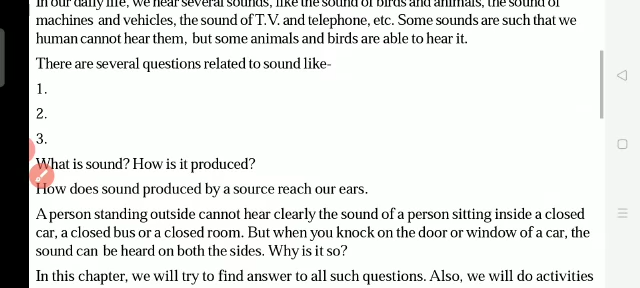 in our daily life, we hear several sounds, like the sound of birds and animals, the sound of
machines and vehicles, the sound of T.V. and telephone, etc. Some sounds are such that we
human cannot hear them, but some animals and birds are able to hear it.
There are several questions related to sound like-
1.
2.
3.
What is sound? How is it produced?
How does sound produced by a source reach our ears.
A person standing outside cannot hear clearly the sound of a person sitting inside a closed
car, a closed bus or a closed room. But when you knock on the door or window of a car, the
sound can be heard on both the sides. Why is it so?
In this chapter, we will try to find answer to all such questions. Also, we will do activities